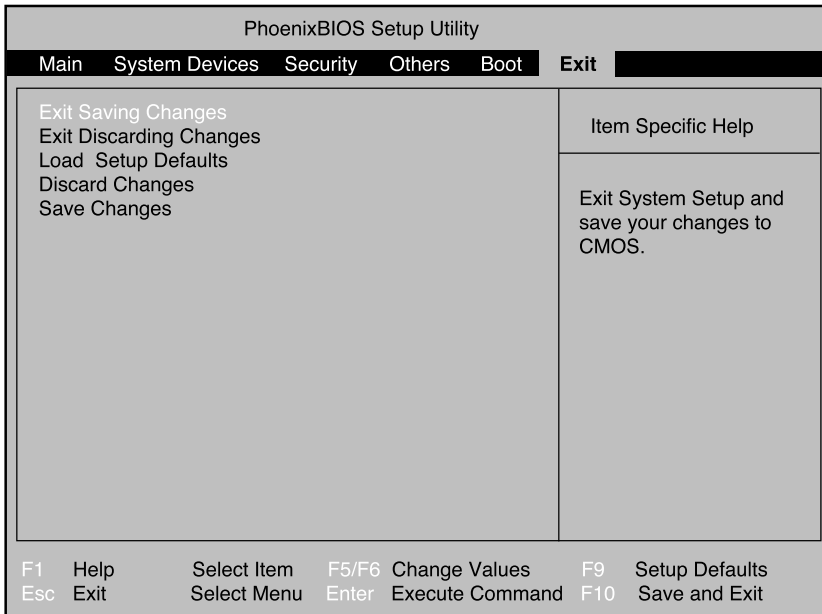 PhoenixBIOS Setup Utility
Main System Devices Security Others Boot Exit
Exit Saving Changes
Exit Discarding Changes
Load Setup Defaults
Discard Changes
Save Changes
Item Specific Help
Exit System Setup and
save your changes to
CMOS.
F1 Help Select Item F5/F6 Change Values F9 Setup Defaults
Esc Exit Select Menu Enter Execute Command F10 Save and Exit